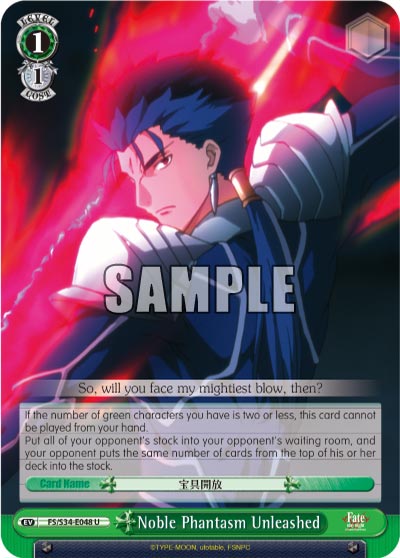 LEVEL
1
1
COST
SAMPLE
So, will you face my mightiest blow, then?
If the number of green characters you have is two or less, this card cannot
be played from your hand.
Put all of your opponent's stock into your opponent's waiting room, and
your opponent puts the same number of cards from the top of his or her
deck into the stock.
Card Name 宝具開放
EV FS/S34-E048 U Noble Phantasm Unleashed Fate
©TYPE-MOON, ufotable, FSNPC